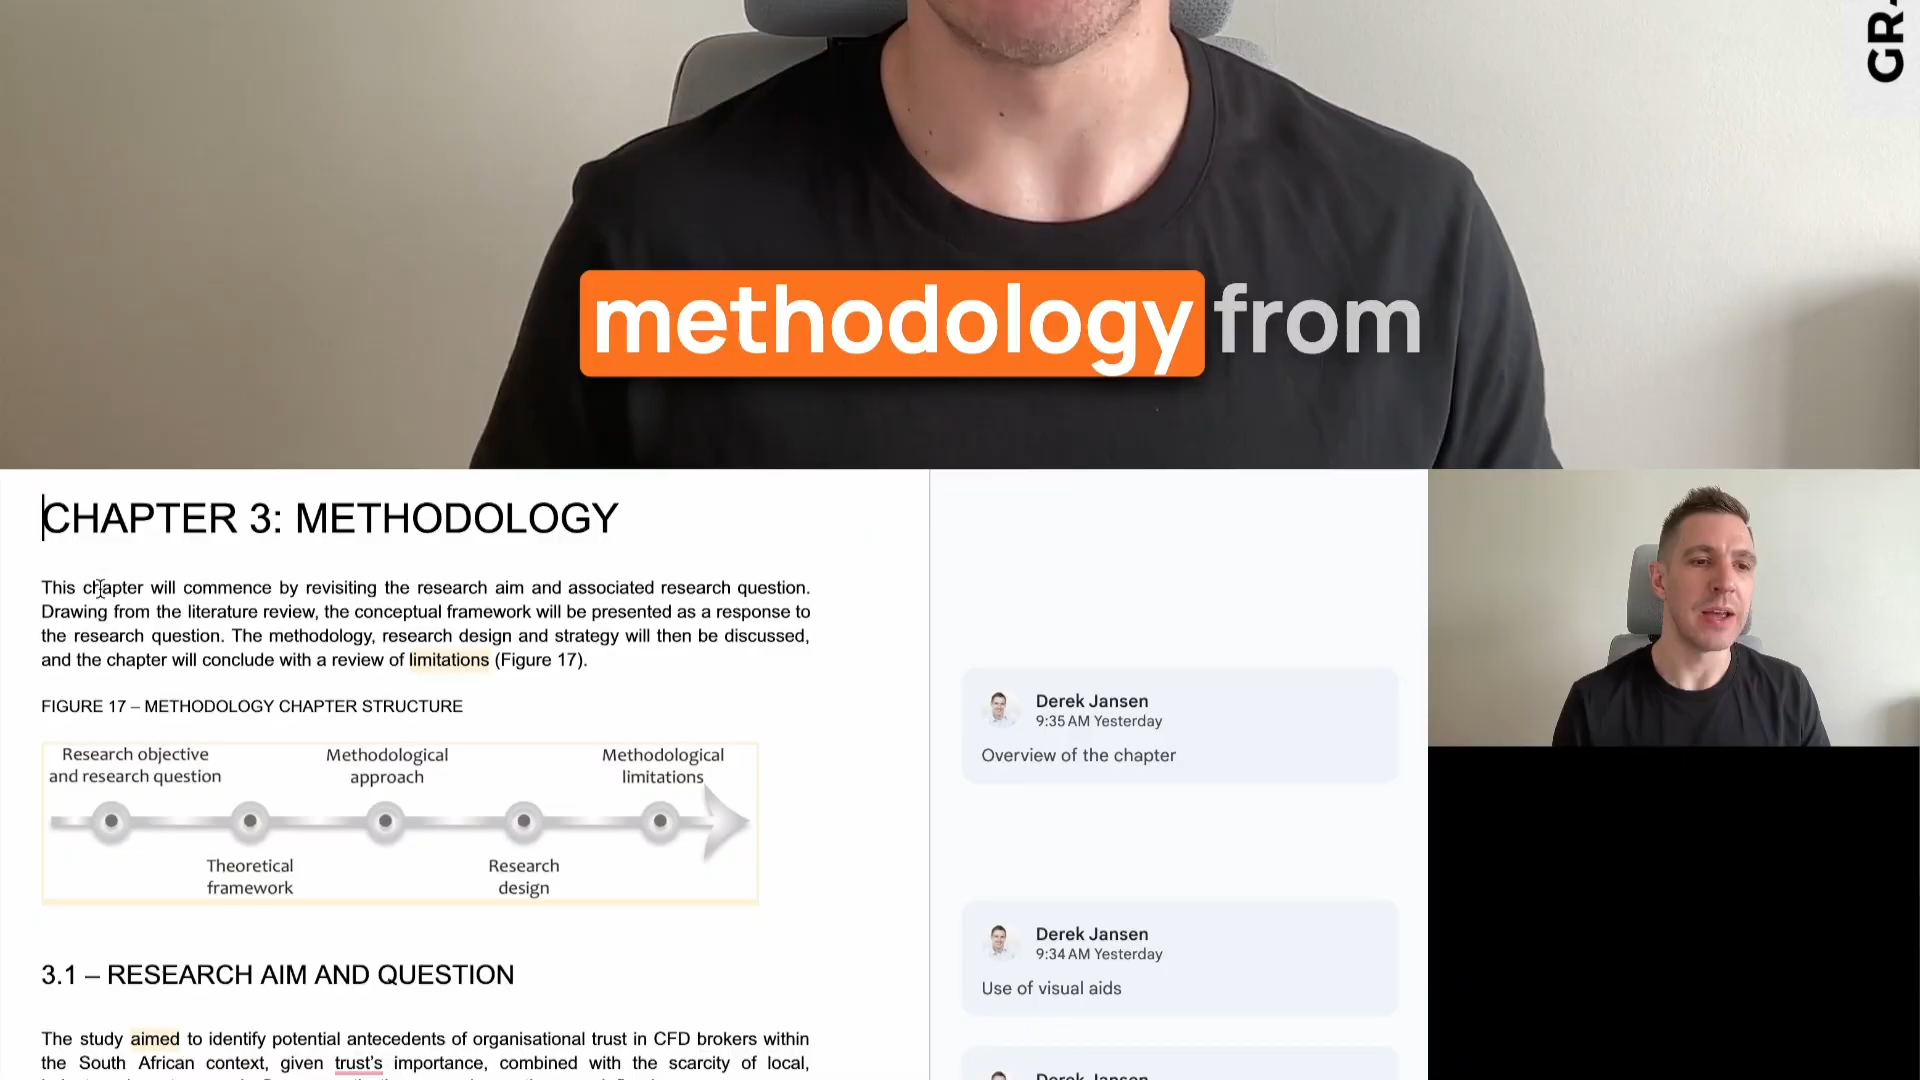 GRA
methodology from
CHAPTER 3: METHODOLOGY
This chapter will commence by revisiting the research aim and associated research question.
Drawing from the literature review, the conceptual framework will be presented as a response to
the research question. The methodology, research design and strategy will then be discussed,
and the chapter will conclude with a review of limitations (Figure 17).
FIGURE 17 – METHODOLOGY CHAPTER STRUCTURE
Research objective
and research question
Methodological
approach
Methodological
limitations
Theoretical
framework
Research
design
3.1 – RESEARCH AIM AND QUESTION
The study aimed to identify potential antecedents of organisational trust in CFD brokers within
the South African context, given trust's importance, combined with the scarcity of local,
Derek Jansen
9:35 AM Yesterday
Overview of the chapter
Derek Jansen
9:34 AM Yesterday
Use of visual aids
Derek Jansen